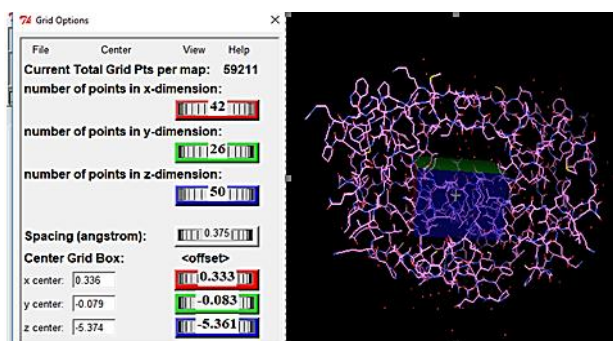 Grid Options
File Center View Help
Current Total Grid Pts per map: 59211
number of points in x-dimension:
42
number of points in y-dimension:
26
number of points in z-dimension:
50
Spacing (angstrom): 0.375
Center Grid Box: <offset>
x center: 0.336 0.333
y center: -0.079 -0.083
z center: -5.374 -5.361